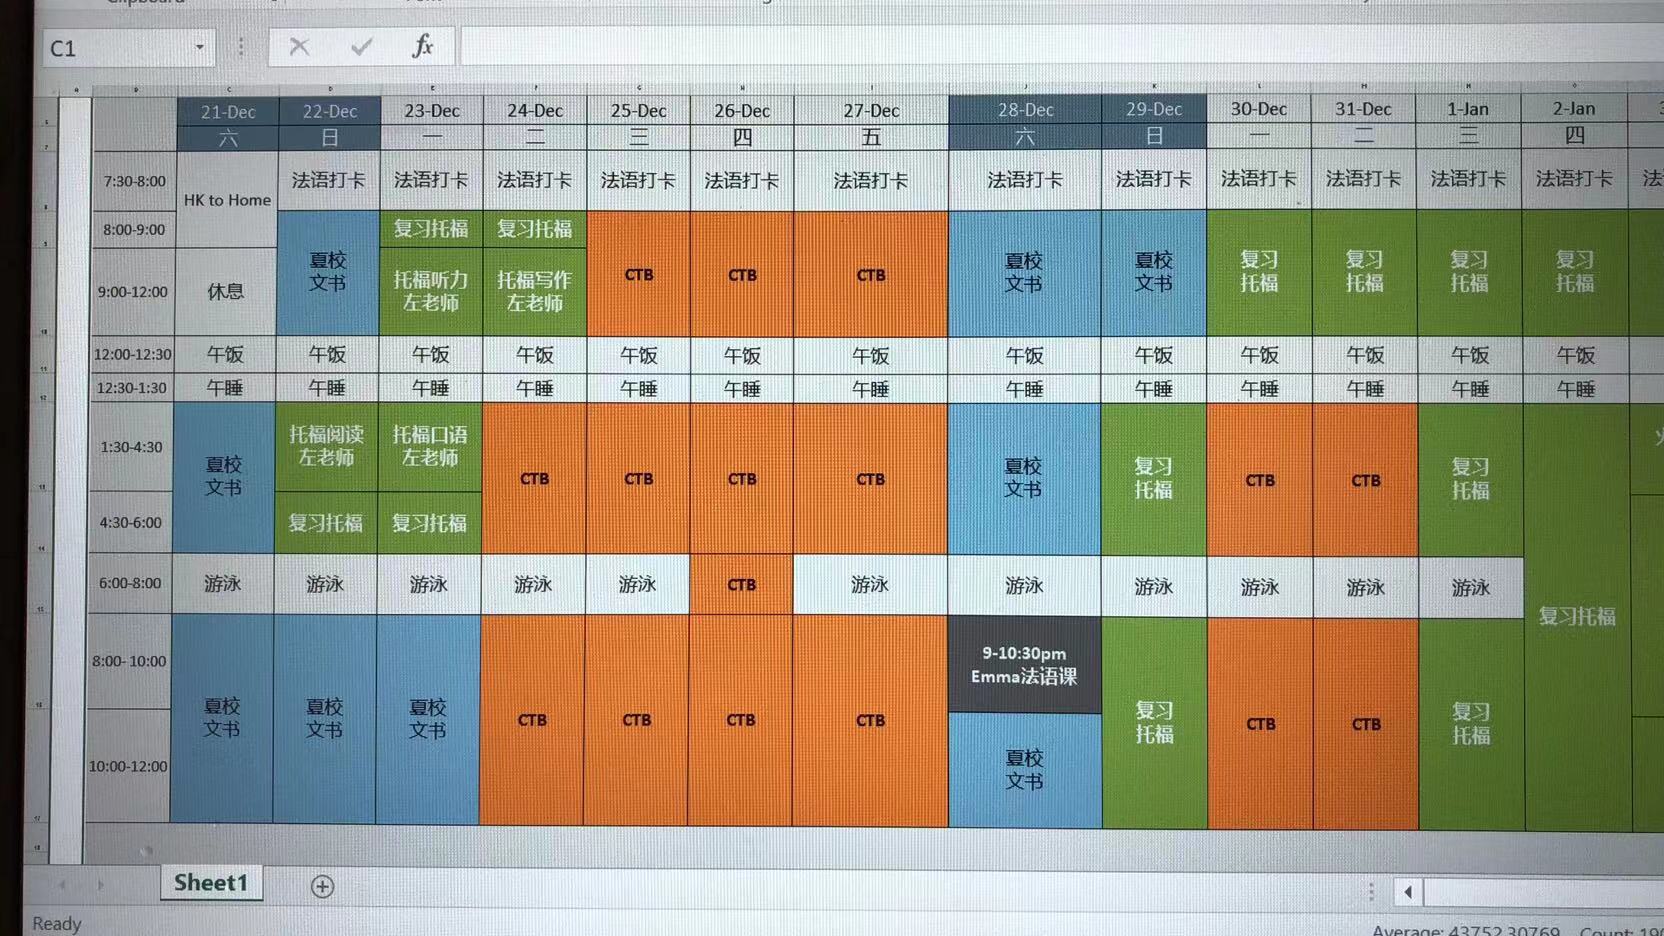 C1
fx
21-Dec 22-Dec 23-Dec 24-Dec 25-Dec 26-Dec 27-Dec 28-Dec 29-Dec 30-Dec 31-Dec 1-Jan 2-Jan
六 日 一 二 三 四 五 六 日 一 二 三 四
7:30-8:00 法语打卡 法语打卡 法语打卡 法语打卡 法语打卡 法语打卡 法语打卡 法语打卡 法语打卡 法语打卡 法语打卡 法语打卡
HK to Home
8:00-9:00 复习托福 复习托福
夏校 CTB CTB CTB 夏校 夏校 复习 复习 复习 复习
文书 文书 文书 托福 托福 托福 托福
9:00-12:00 休息 托福听力 托福写作
左老师 左老师
12:00-12:30 午饭 午饭 午饭 午饭 午饭 午饭 午饭 午饭 午饭 午饭 午饭 午饭 午饭
12:30-1:30 午睡 午睡 午睡 午睡 午睡 午睡 午睡 午睡 午睡 午睡 午睡 午睡 午睡
1:30-4:30 托福阅读 托福口语
左老师 左老师
夏校 CTB CTB CTB CTB 夏校 复习 CTB CTB 复习
文书 文书 托福 托福
4:30-6:00 复习托福 复习托福
6:00-8:00 游泳 游泳 游泳 游泳 游泳 CTB 游泳 游泳 游泳 游泳 游泳 游泳
复习托福
8:00- 10:00 9-10:30pm
Emma法语课
夏校 夏校 夏校 CTB CTB CTB CTB 复习 CTB CTB 复习
文书 文书 文书 托福 托福
10:00-12:00 夏校
文书
Sheet1
Ready
Average: 43752.30769